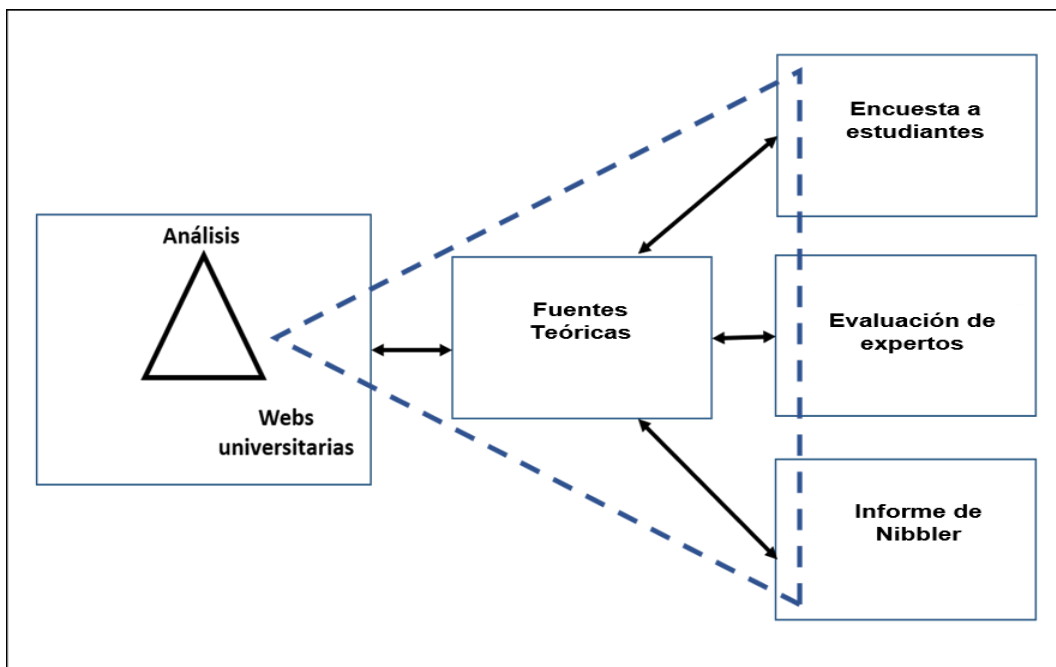 Análisis
Webs
universitarias
Fuentes
Teóricas
Encuesta a
estudiantes
Evaluación de
expertos
Informe de
Nibbler